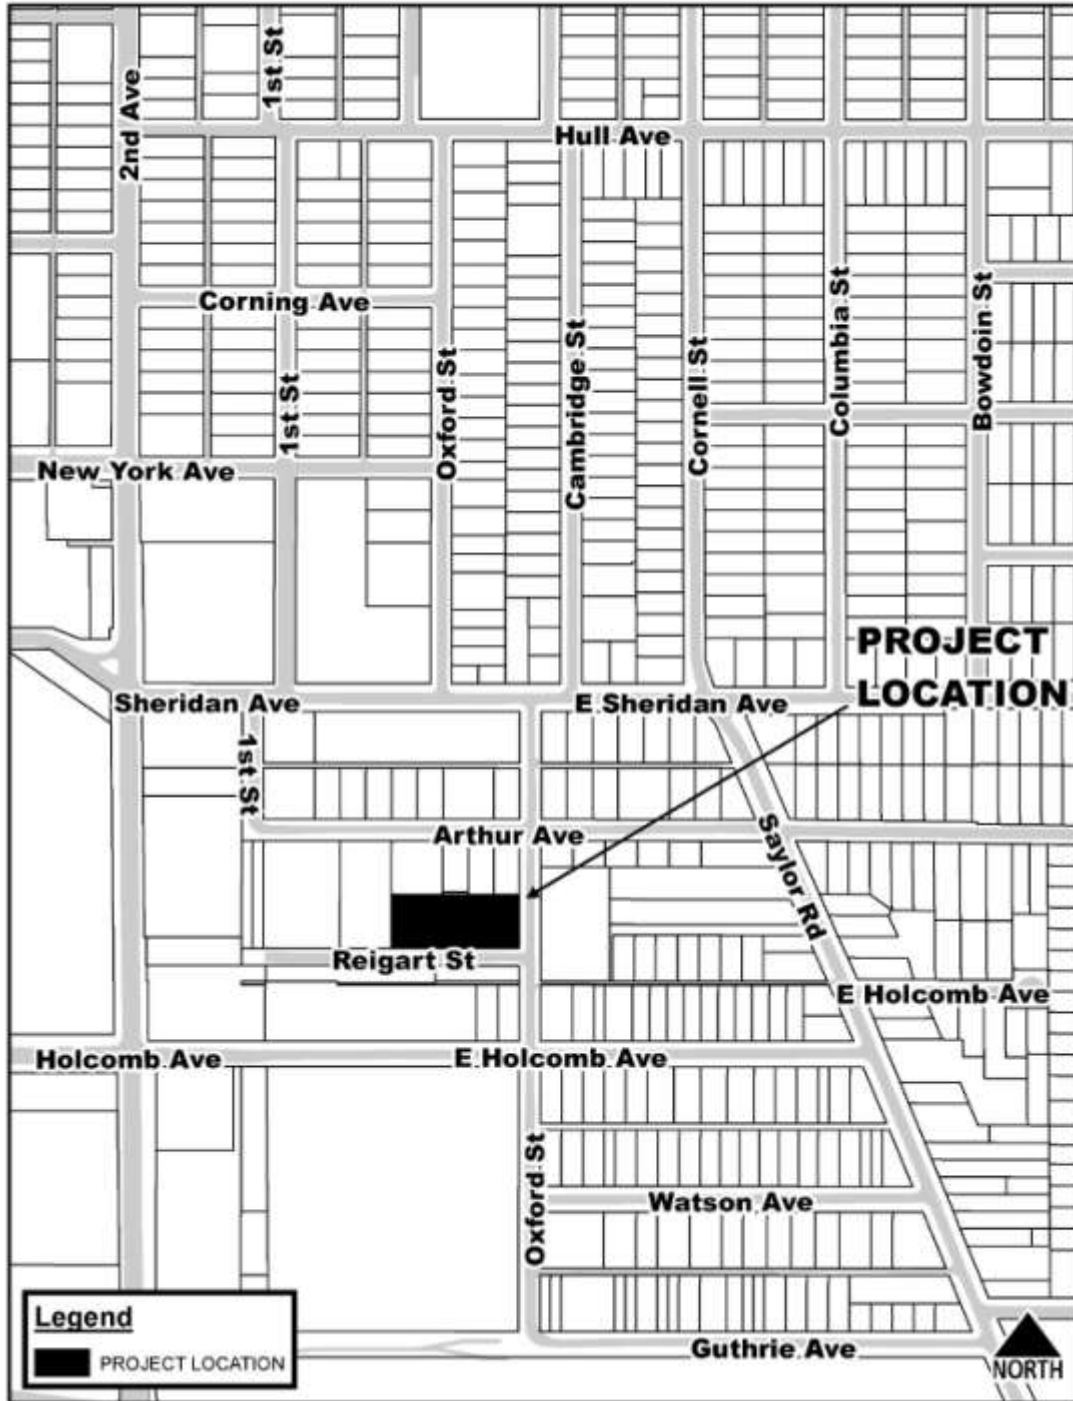 1st St
2nd Ave
Hull Ave
Corning Ave
1st St
Oxford St
Cambridge St
Cornell St
Columbia St
Bowdoin St
New York Ave
PROJECT
LOCATION
Sheridan Ave
E Sheridan Ave
1st St
Arthur Ave
Saylor Rd
Reigart St
E Holcomb Ave
Holcomb Ave
E Holcomb Ave
Oxford St
Watson Ave
Guthrie Ave
Legend
PROJECT LOCATION
NORTH